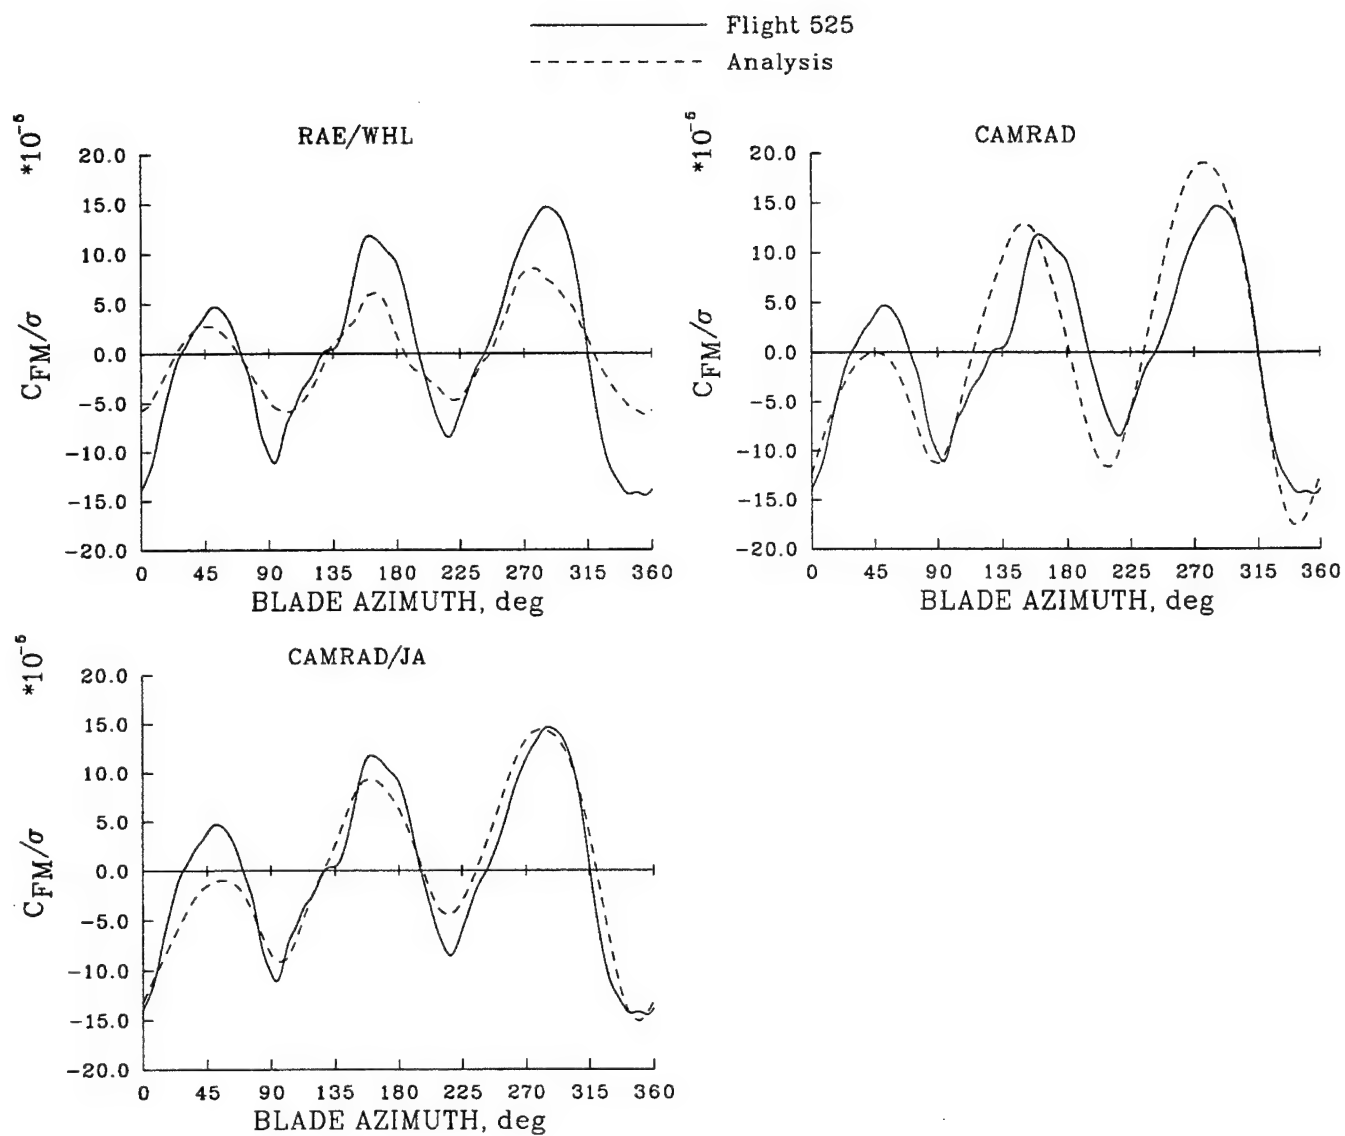 Flight 525
Analysis
RAE/WHL
*10⁻⁵
20.0
15.0
10.0
5.0
0.0
−5.0
−10.0
−15.0
−20.0
C_FM/σ
0 45 90 135 180 225 270 315 360
BLADE AZIMUTH, deg
CAMRAD
*10⁻⁵
20.0
15.0
10.0
5.0
0.0
−5.0
−10.0
−15.0
−20.0
C_FM/σ
0 45 90 135 180 225 270 315 360
BLADE AZIMUTH, deg
CAMRAD/JA
*10⁻⁵
20.0
15.0
10.0
5.0
0.0
−5.0
−10.0
−15.0
−20.0
C_FM/σ
0 45 90 135 180 225 270 315 360
BLADE AZIMUTH, deg